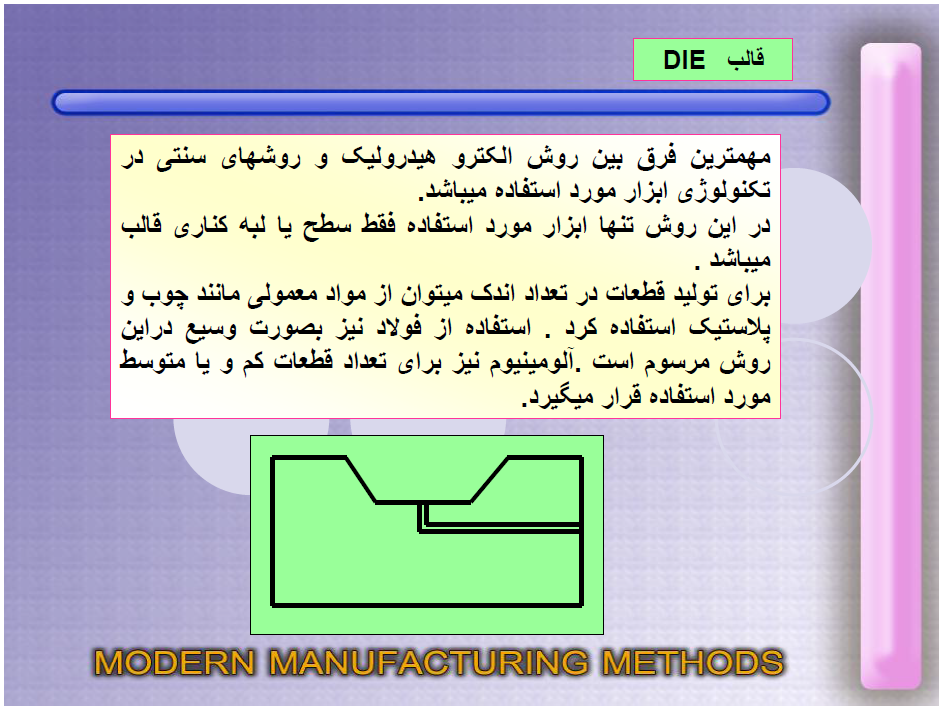 قالب DIE
مهمترین فرق بین روش الکترو هیدرولیک و روشهای سنتی در
تکنولوژی ابزار مورد استفاده میباشد.
در این روش تنها ابزار مورد استفاده فقط سطح یا لبه کناری قالب
میباشد .
برای تولید قطعات در تعداد اندک میتوان از مواد معمولی مانند چوب و
پلاستیک استفاده کرد . استفاده از فولاد نیز بصورت وسیع دراین
روش مرسوم است .آلومینیوم نیز برای تعداد قطعات کم و یا متوسط
مورد استفاده قرار میگیرد.
MODERN MANUFACTURING METHODS